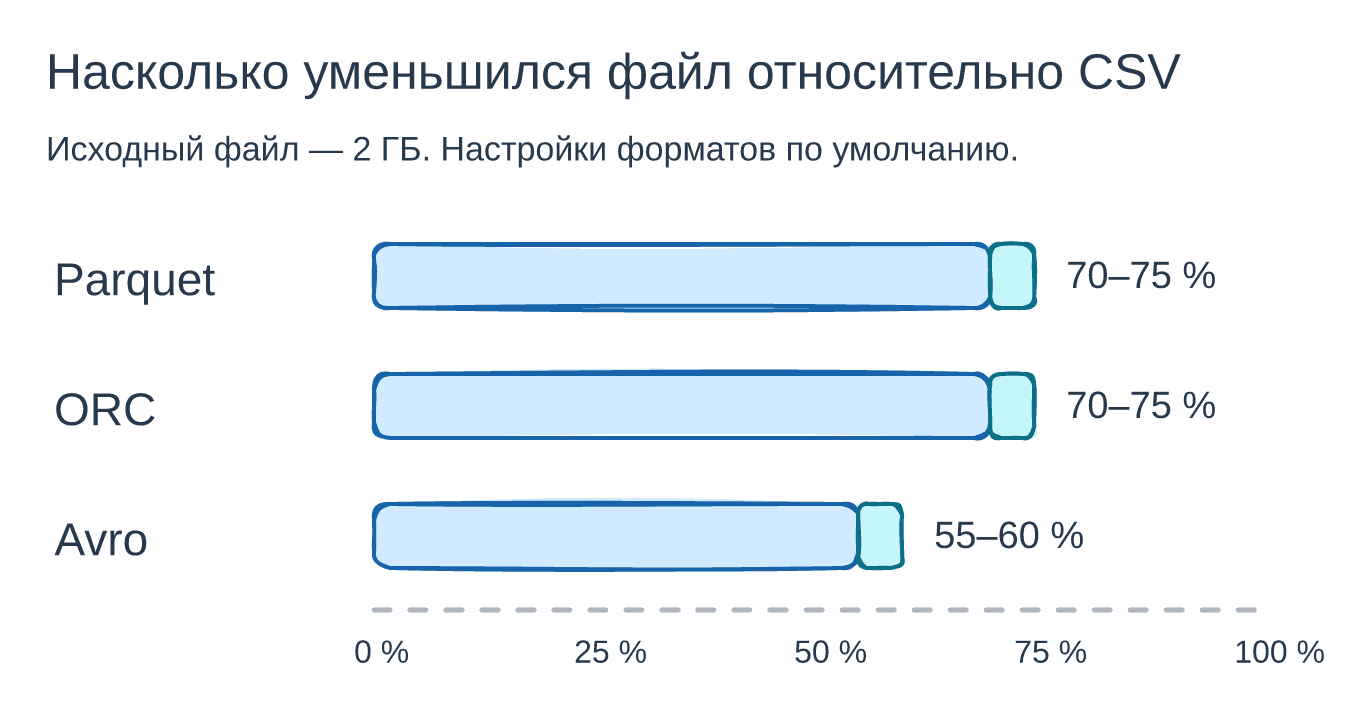 Насколько уменьшился файл относительно CSV
Исходный файл — 2 ГБ. Настройки форматов по умолчанию.
Parquet 70–75 %
ORC 70–75 %
Avro 55–60 %
0 % 25 % 50 % 75 % 100 %